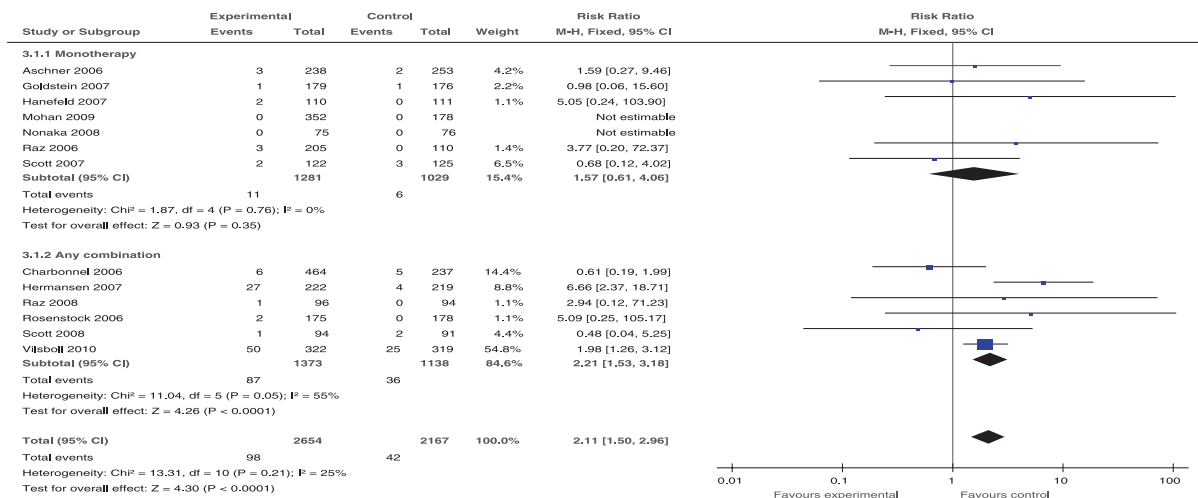 Experimental Control Risk Ratio Risk Ratio
Study or Subgroup Events Total Events Total Weight M-H, Fixed, 95% CI M-H, Fixed, 95% CI
3.1.1 Monotherapy
Aschner 2006 3 238 2 253 4.2% 1.59 [0.27, 9.46]
Goldstein 2007 1 179 1 176 2.2% 0.98 [0.06, 15.60]
Hanefeld 2007 2 110 0 111 1.1% 5.05 [0.24, 103.90]
Mohan 2009 0 352 0 178 Not estimable
Nonaka 2008 0 75 0 76 Not estimable
Raz 2006 3 205 0 110 1.4% 3.77 [0.20, 72.37]
Scott 2007 2 122 3 125 6.5% 0.68 [0.12, 4.02]
Subtotal (95% CI) 1281 1029 15.4% 1.57 [0.61, 4.06]
Total events 11 6
Heterogeneity: Chi² = 1.87, df = 4 (P = 0.76); I² = 0%
Test for overall effect: Z = 0.93 (P = 0.35)
3.1.2 Any combination
Charbonnel 2006 6 464 5 237 14.4% 0.61 [0.19, 1.99]
Hermansen 2007 27 222 4 219 8.8% 6.66 [2.37, 18.71]
Raz 2008 1 96 0 94 1.1% 2.94 [0.12, 71.23]
Rosenstock 2006 2 175 0 178 1.1% 5.09 [0.25, 105.17]
Scott 2008 1 94 2 91 4.4% 0.48 [0.04, 5.25]
Vilsboll 2010 50 322 25 319 54.8% 1.98 [1.26, 3.12]
Subtotal (95% CI) 1373 1138 84.6% 2.21 [1.53, 3.18]
Total events 87 36
Heterogeneity: Chi² = 11.04, df = 5 (P = 0.05); I² = 55%
Test for overall effect: Z = 4.26 (P < 0.0001)
Total (95% CI) 2654 2167 100.0% 2.11 [1.50, 2.96]
Total events 98 42
Heterogeneity: Chi² = 13.31, df = 10 (P = 0.21); I² = 25%
Test for overall effect: Z = 4.30 (P < 0.0001)
0.01 0.1 1 10 100
Favours experimental Favours control